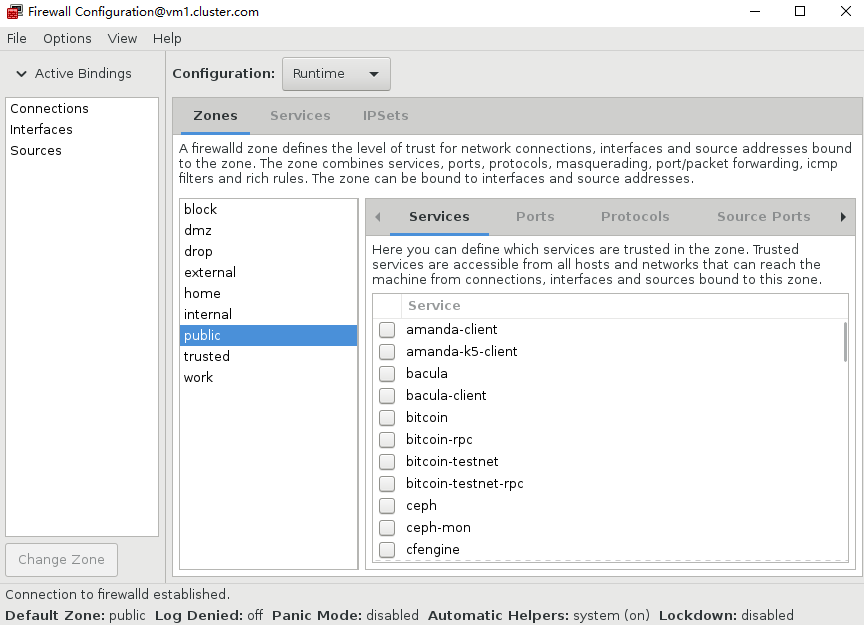 Firewall Configuration@vm1.cluster.com
File Options View Help
Active Bindings
Configuration: Runtime
Connections
Interfaces
Sources
Zones Services IPSets
A firewalld zone defines the level of trust for network connections, interfaces and source addresses bound
to the zone. The zone combines services, ports, protocols, masquerading, port/packet forwarding, icmp
filters and rich rules. The zone can be bound to interfaces and source addresses.
block
dmz
drop
external
home
internal
public
trusted
work
Services Ports Protocols Source Ports
Here you can define which services are trusted in the zone. Trusted
services are accessible from all hosts and networks that can reach the
machine from connections, interfaces and sources bound to this zone.
Service
amanda-client
amanda-k5-client
bacula
bacula-client
bitcoin
bitcoin-rpc
bitcoin-testnet
bitcoin-testnet-rpc
ceph
ceph-mon
cfengine
Change Zone
Connection to firewalld established.
Default Zone: public Log Denied: off Panic Mode: disabled Automatic Helpers: system (on) Lockdown: disabled